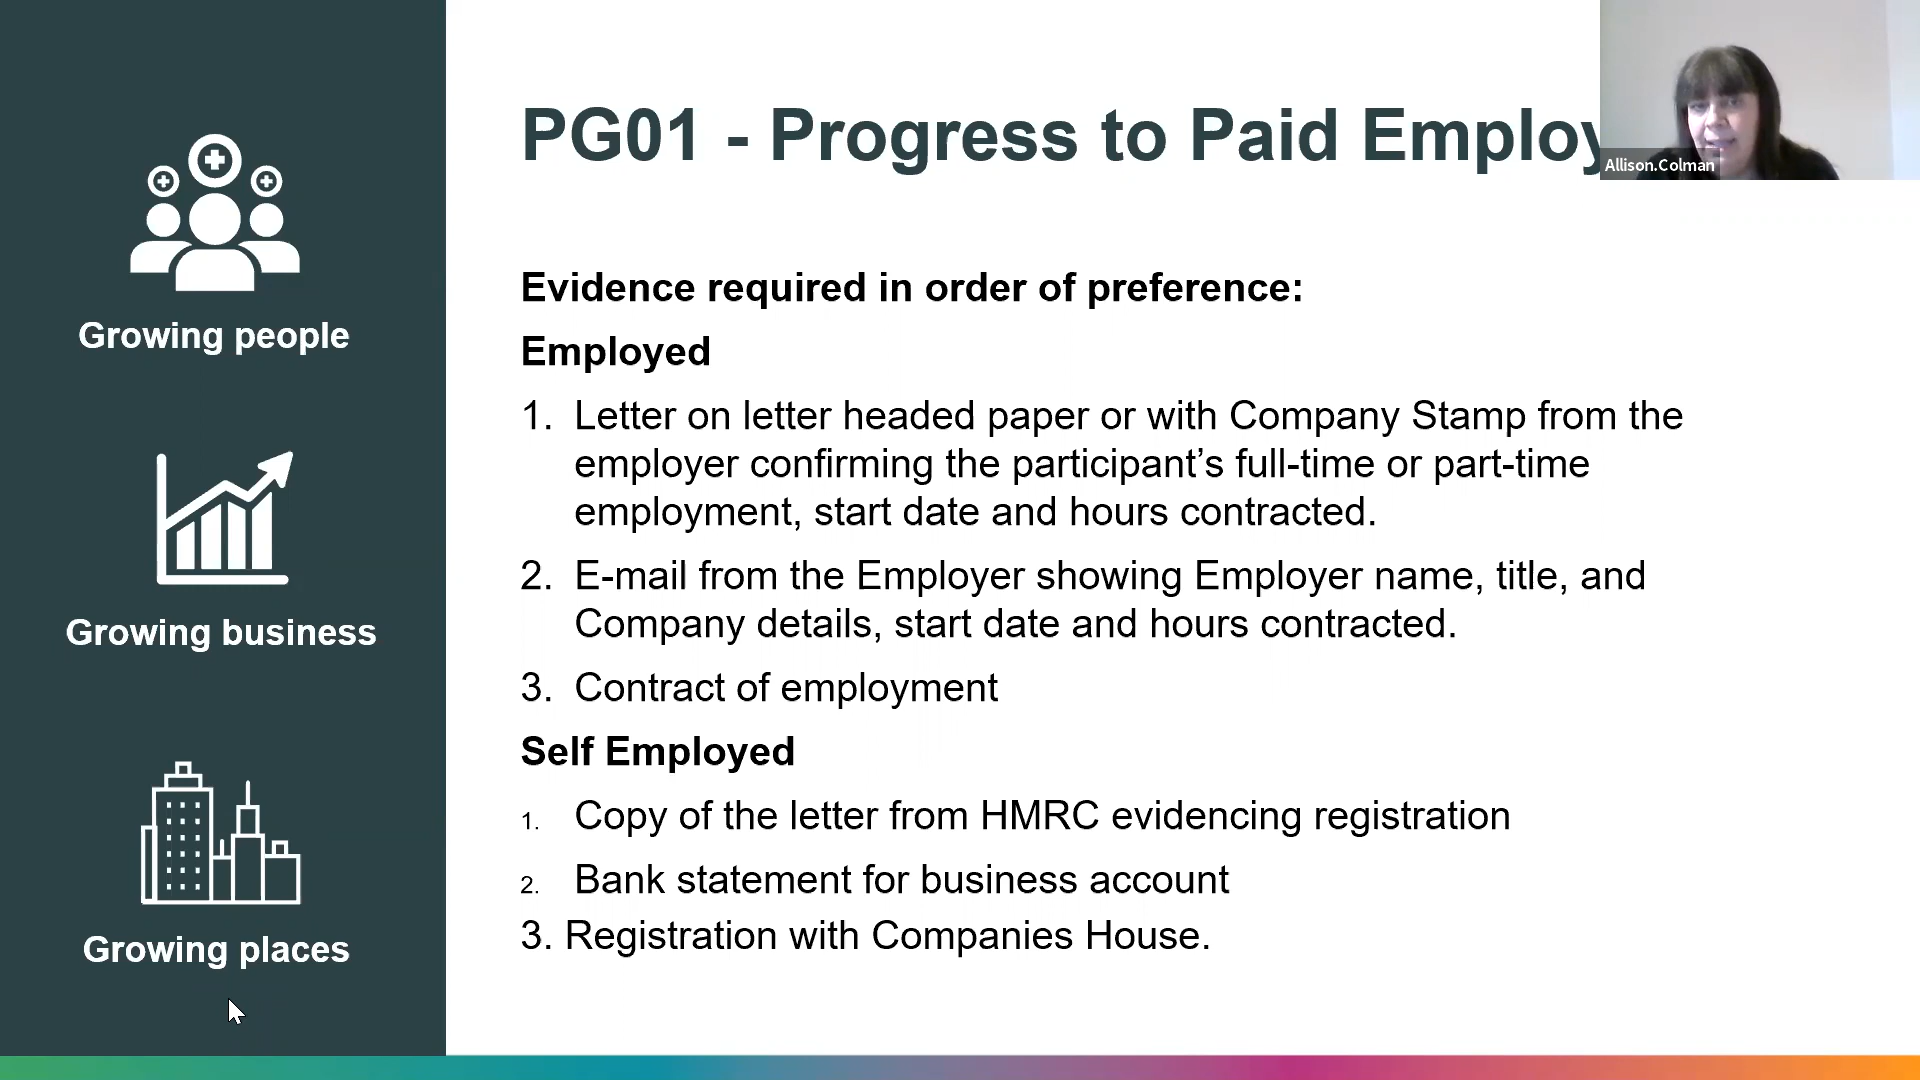 PG01 - Progress to Paid Employ
Allison.Colman
Evidence required in order of preference:
Employed
1. Letter on letter headed paper or with Company Stamp from the
employer confirming the participant’s full-time or part-time
employment, start date and hours contracted.
2. E-mail from the Employer showing Employer name, title, and
Company details, start date and hours contracted.
3. Contract of employment
Self Employed
1. Copy of the letter from HMRC evidencing registration
2. Bank statement for business account
3. Registration with Companies House.
Growing people
Growing business
Growing places